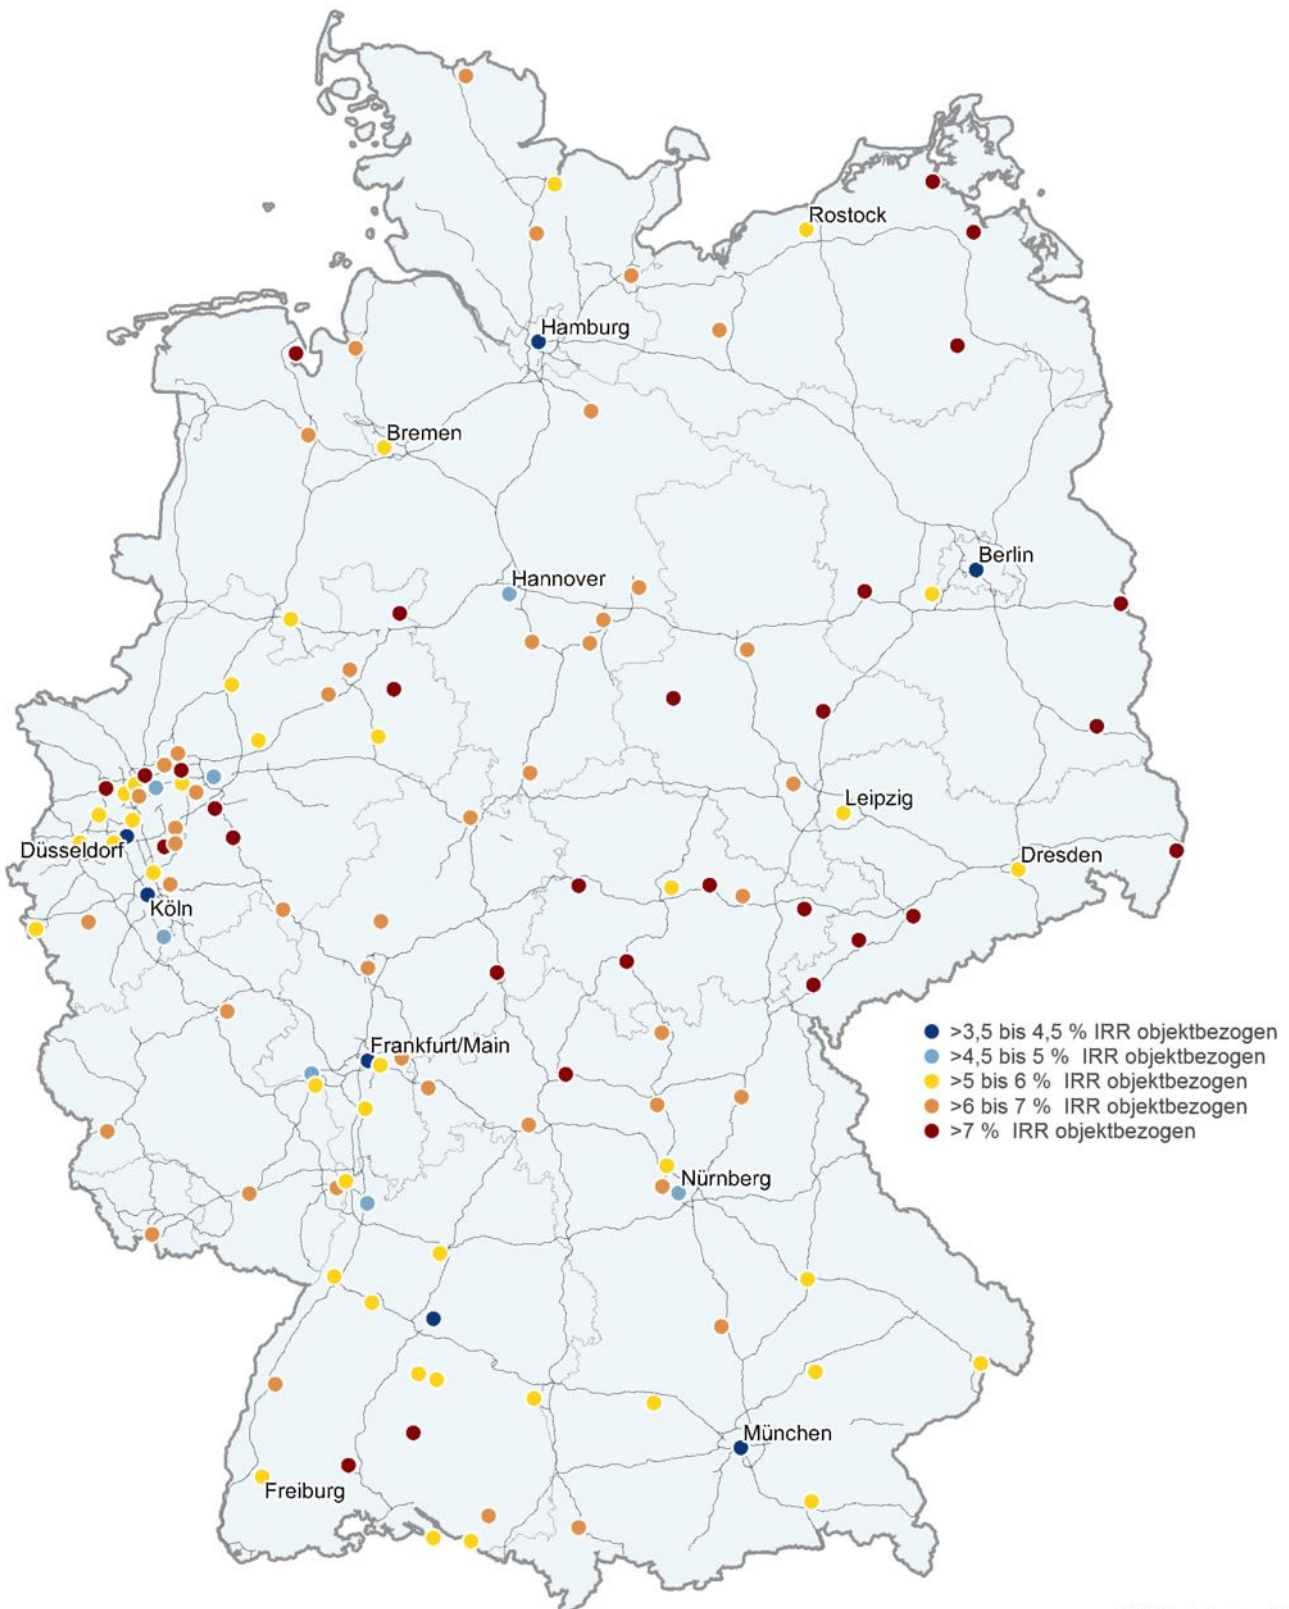 Rostock
Hamburg
Bremen
Berlin
Hannover
Leipzig
Düsseldorf
Dresden
Köln
>3,5 bis 4,5 % IRR objektbezogen
Frankfurt/Main
>4,5 bis 5 % IRR objektbezogen
>5 bis 6 % IRR objektbezogen
>6 bis 7 % IRR objektbezogen
>7 % IRR objektbezogen
Nürnberg
München
Freiburg